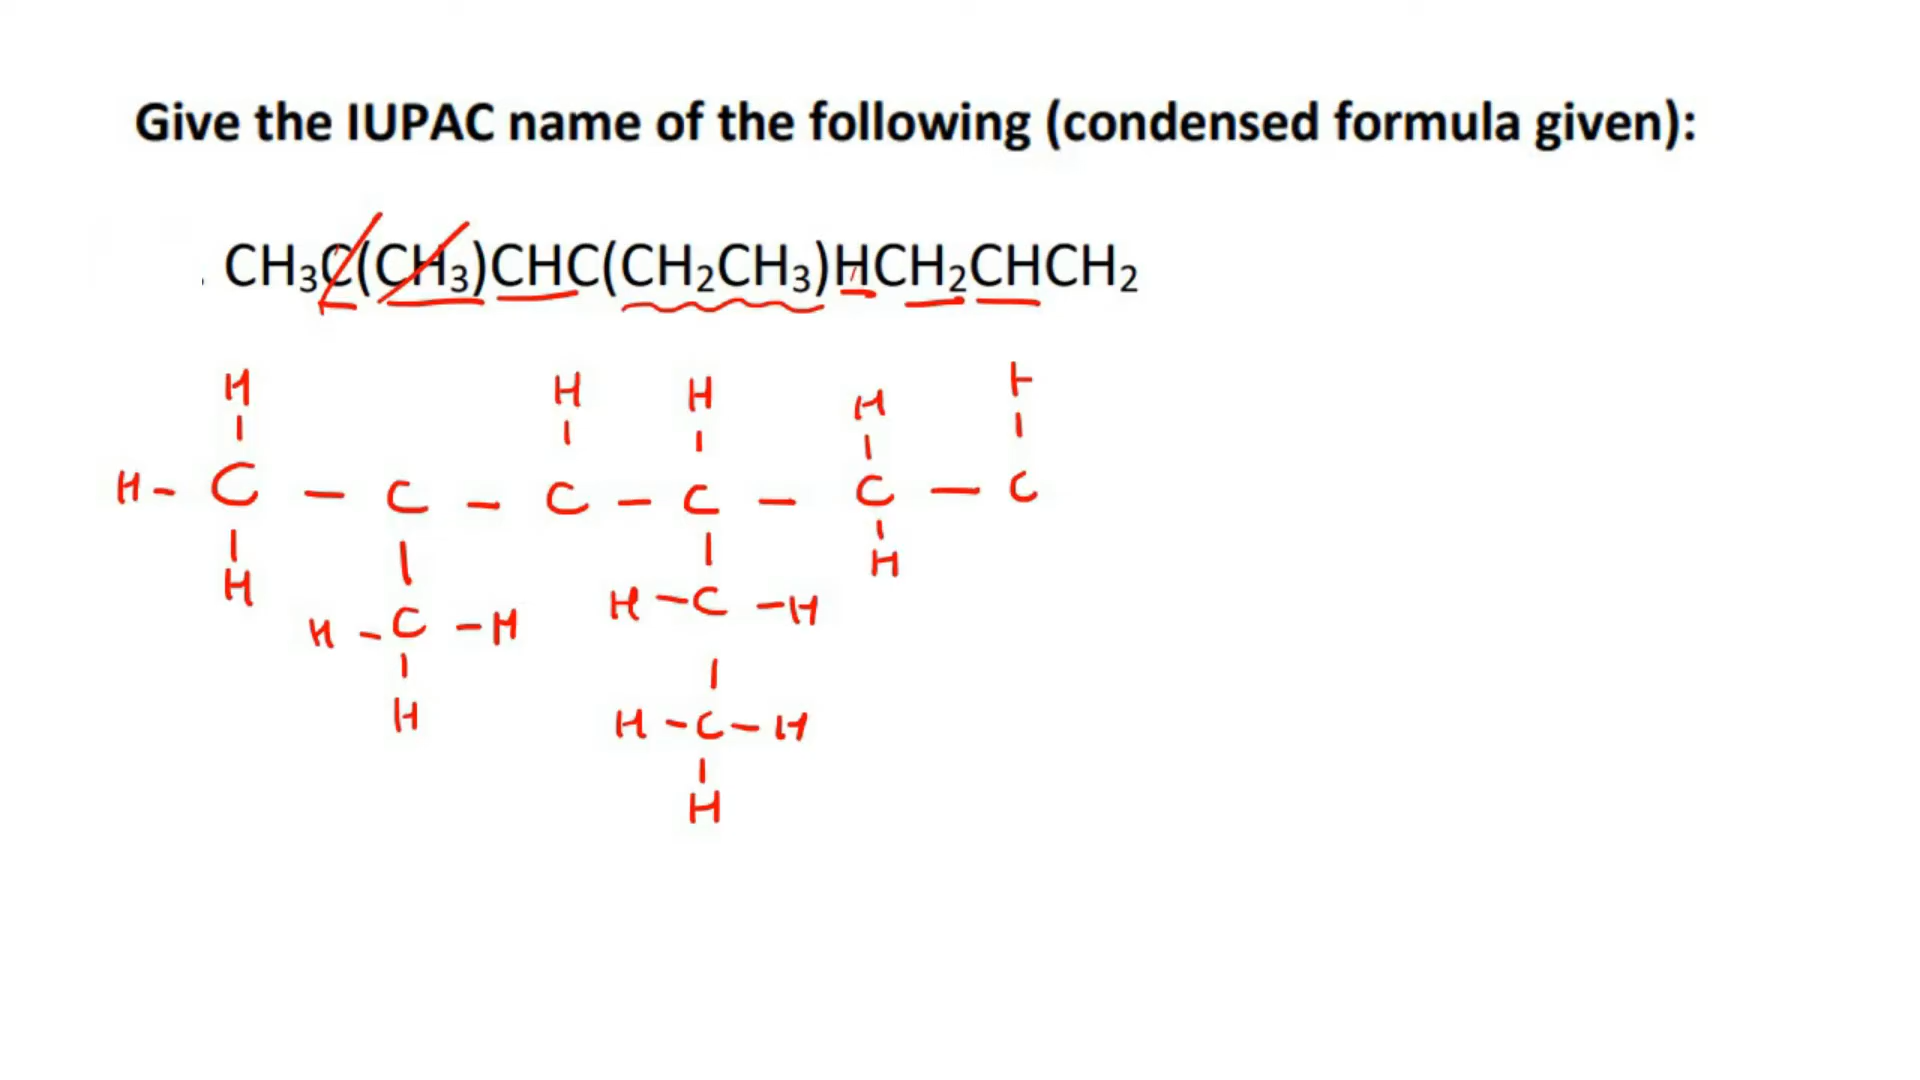 Give the IUPAC name of the following (condensed formula given):
CH₃C(CH₃)CHC(CH₂CH₃)HCH₂CHCH₂
H H H H H
H - C - C - C - C - C - C
H H - C - H H - C - H H
H H - C - H
H